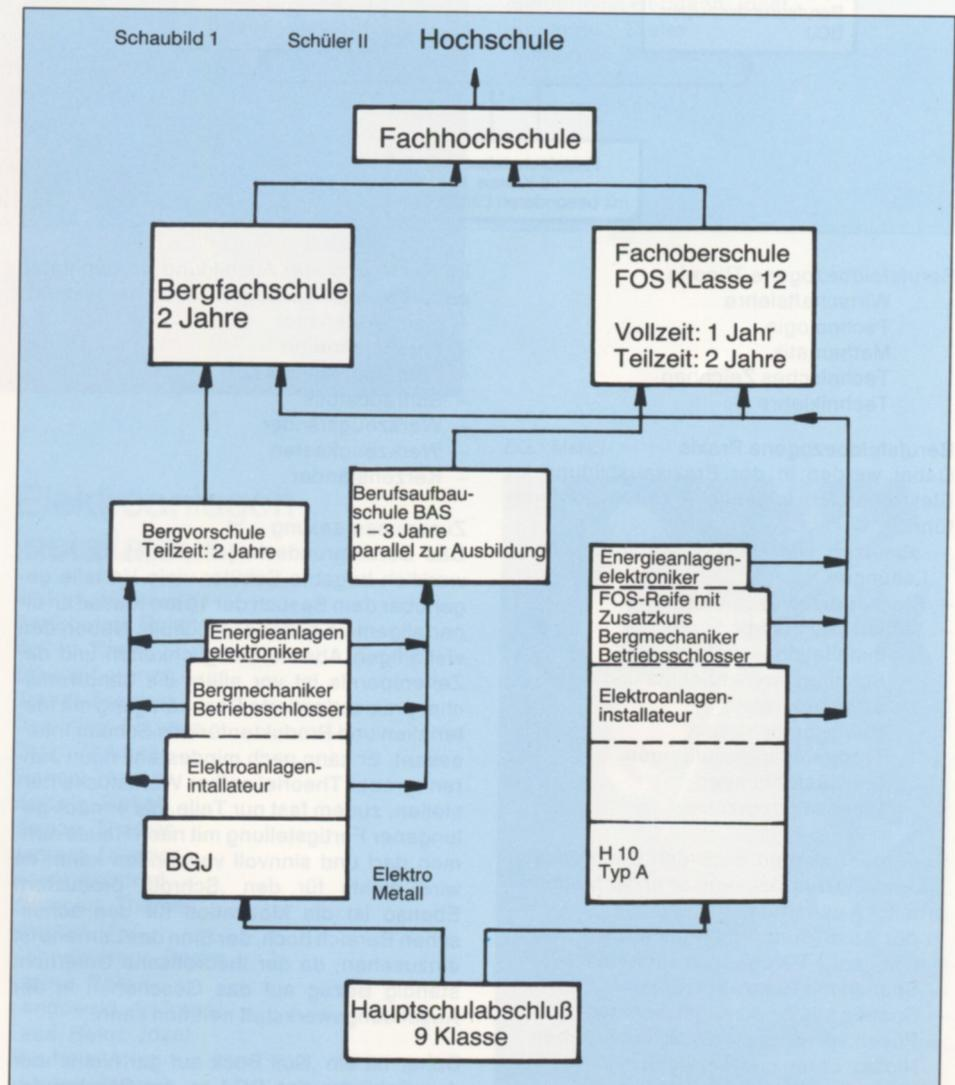 Schaubild 1
Schüler II
Hochschule
Fachhochschule
Bergfachschule
2 Jahre
Fachoberschule
FOS KLasse 12
Vollzeit: 1 Jahr
Teilzeit: 2 Jahre
Bergvorschule
Teilzeit: 2 Jahre
Berufsaufbau-
schule BAS
1 – 3 Jahre
parallel zur Ausbildung
Energieanlagen-
elektroniker
FOS-Reife mit
Zusatzkurs
Bergmechaniker
Betriebsschlosser
Elektroanlagen-
installateur
Energieanlagen
elektroniker
Bergmechaniker
Betriebsschlosser
Elektroanlagen-
intallateur
BGJ
Elektro
Metall
H 10
Typ A
Hauptschulabschluß
9 Klasse